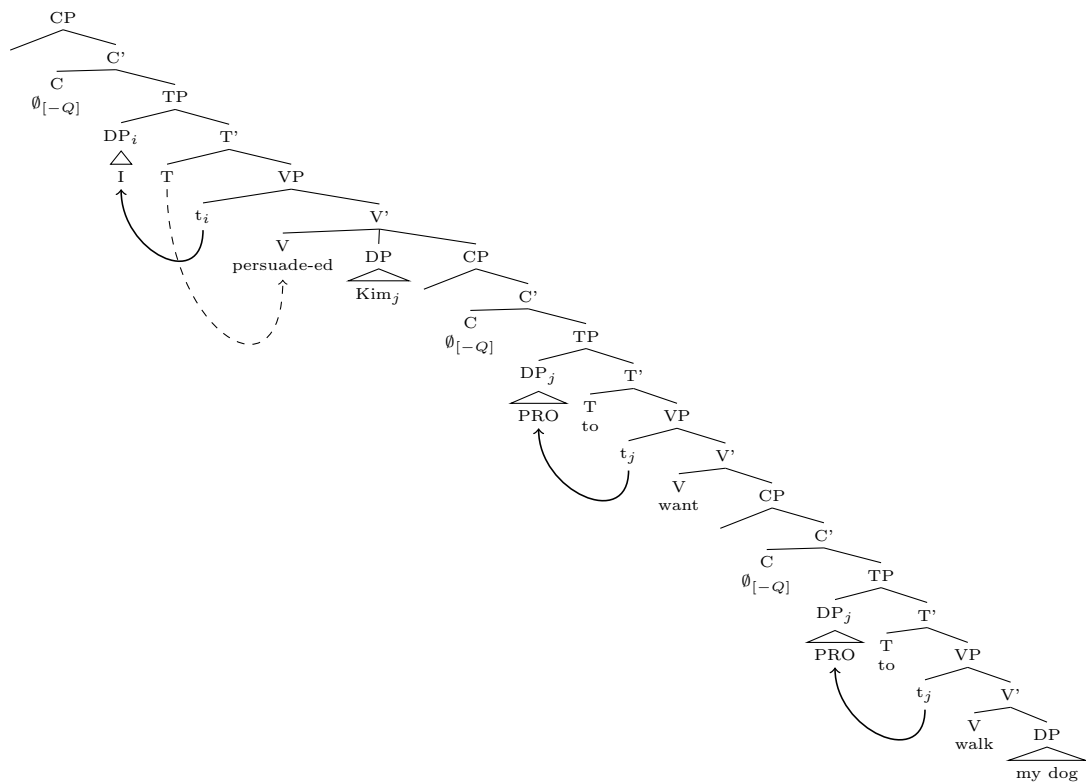 CP
C'
C
∅[−Q]
TP
DPi
T'
I
T
VP
ti
V'
V
persuade-ed
DP
Kimj
CP
C'
C
∅[−Q]
TP
DPj
T'
PRO
T
to
VP
tj
V'
V
want
CP
C'
C
∅[−Q]
TP
DPj
T'
PRO
T
to
VP
tj
V'
V
walk
DP
my dog